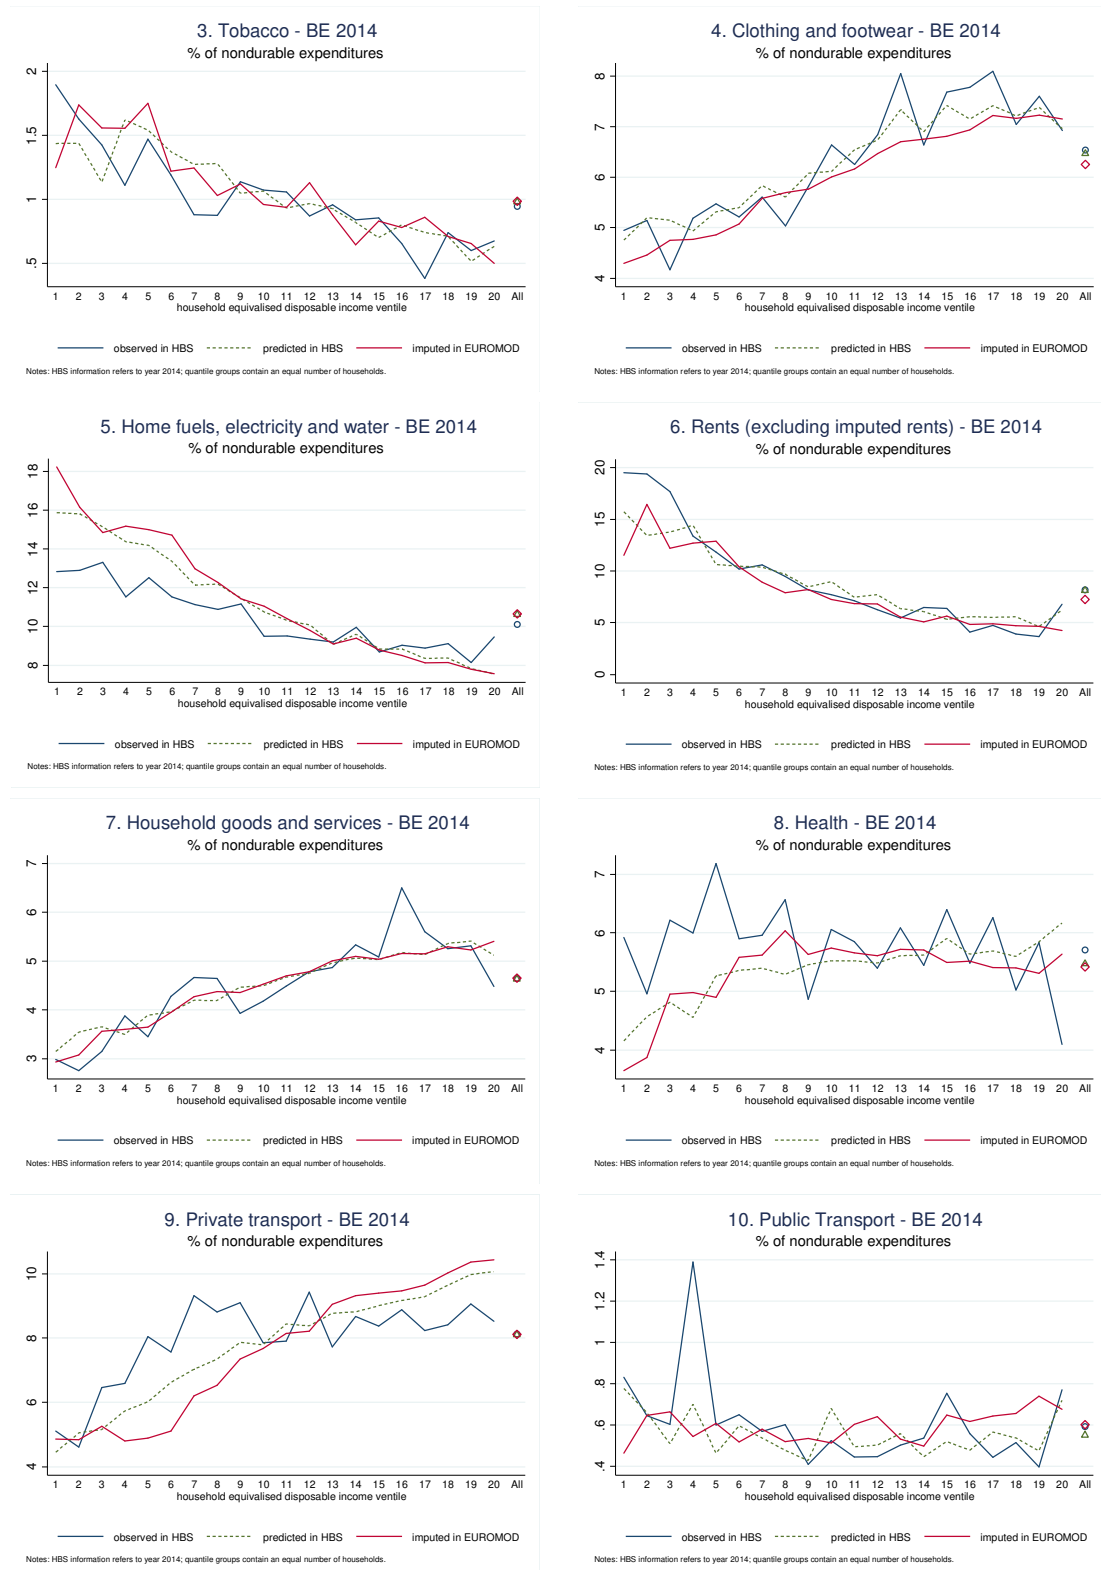 3. Tobacco - BE 2014
% of nondurable expenditures
2
1.5
1
.5
1 2 3 4 5 6 7 8 9 10 11 12 13 14 15 16 17 18 19 20 All
household equivalised disposable income ventile
observed in HBS predicted in HBS imputed in EUROMOD
Notes: HBS information refers to year 2014; quantile groups contain an equal number of households.
4. Clothing and footwear - BE 2014
% of nondurable expenditures
8
7
6
5
4
1 2 3 4 5 6 7 8 9 10 11 12 13 14 15 16 17 18 19 20 All
household equivalised disposable income ventile
observed in HBS predicted in HBS imputed in EUROMOD
Notes: HBS information refers to year 2014; quantile groups contain an equal number of households.
5. Home fuels, electricity and water - BE 2014
% of nondurable expenditures
18
16
14
12
10
8
1 2 3 4 5 6 7 8 9 10 11 12 13 14 15 16 17 18 19 20 All
household equivalised disposable income ventile
observed in HBS predicted in HBS imputed in EUROMOD
Notes: HBS information refers to year 2014; quantile groups contain an equal number of households.
6. Rents (excluding imputed rents) - BE 2014
% of nondurable expenditures
20
15
10
5
0
1 2 3 4 5 6 7 8 9 10 11 12 13 14 15 16 17 18 19 20 All
household equivalised disposable income ventile
observed in HBS predicted in HBS imputed in EUROMOD
Notes: HBS information refers to year 2014; quantile groups contain an equal number of households.
7. Household goods and services - BE 2014
% of nondurable expenditures
7
6
5
4
3
1 2 3 4 5 6 7 8 9 10 11 12 13 14 15 16 17 18 19 20 All
household equivalised disposable income ventile
observed in HBS predicted in HBS imputed in EUROMOD
Notes: HBS information refers to year 2014; quantile groups contain an equal number of households.
8. Health - BE 2014
% of nondurable expenditures
7
6
5
4
1 2 3 4 5 6 7 8 9 10 11 12 13 14 15 16 17 18 19 20 All
household equivalised disposable income ventile
observed in HBS predicted in HBS imputed in EUROMOD
Notes: HBS information refers to year 2014; quantile groups contain an equal number of households.
9. Private transport - BE 2014
% of nondurable expenditures
10
8
6
4
1 2 3 4 5 6 7 8 9 10 11 12 13 14 15 16 17 18 19 20 All
household equivalised disposable income ventile
observed in HBS predicted in HBS imputed in EUROMOD
Notes: HBS information refers to year 2014; quantile groups contain an equal number of households.
10. Public Transport - BE 2014
% of nondurable expenditures
1.4
1.2
1
.8
.6
.4
1 2 3 4 5 6 7 8 9 10 11 12 13 14 15 16 17 18 19 20 All
household equivalised disposable income ventile
observed in HBS predicted in HBS imputed in EUROMOD
Notes: HBS information refers to year 2014; quantile groups contain an equal number of households.